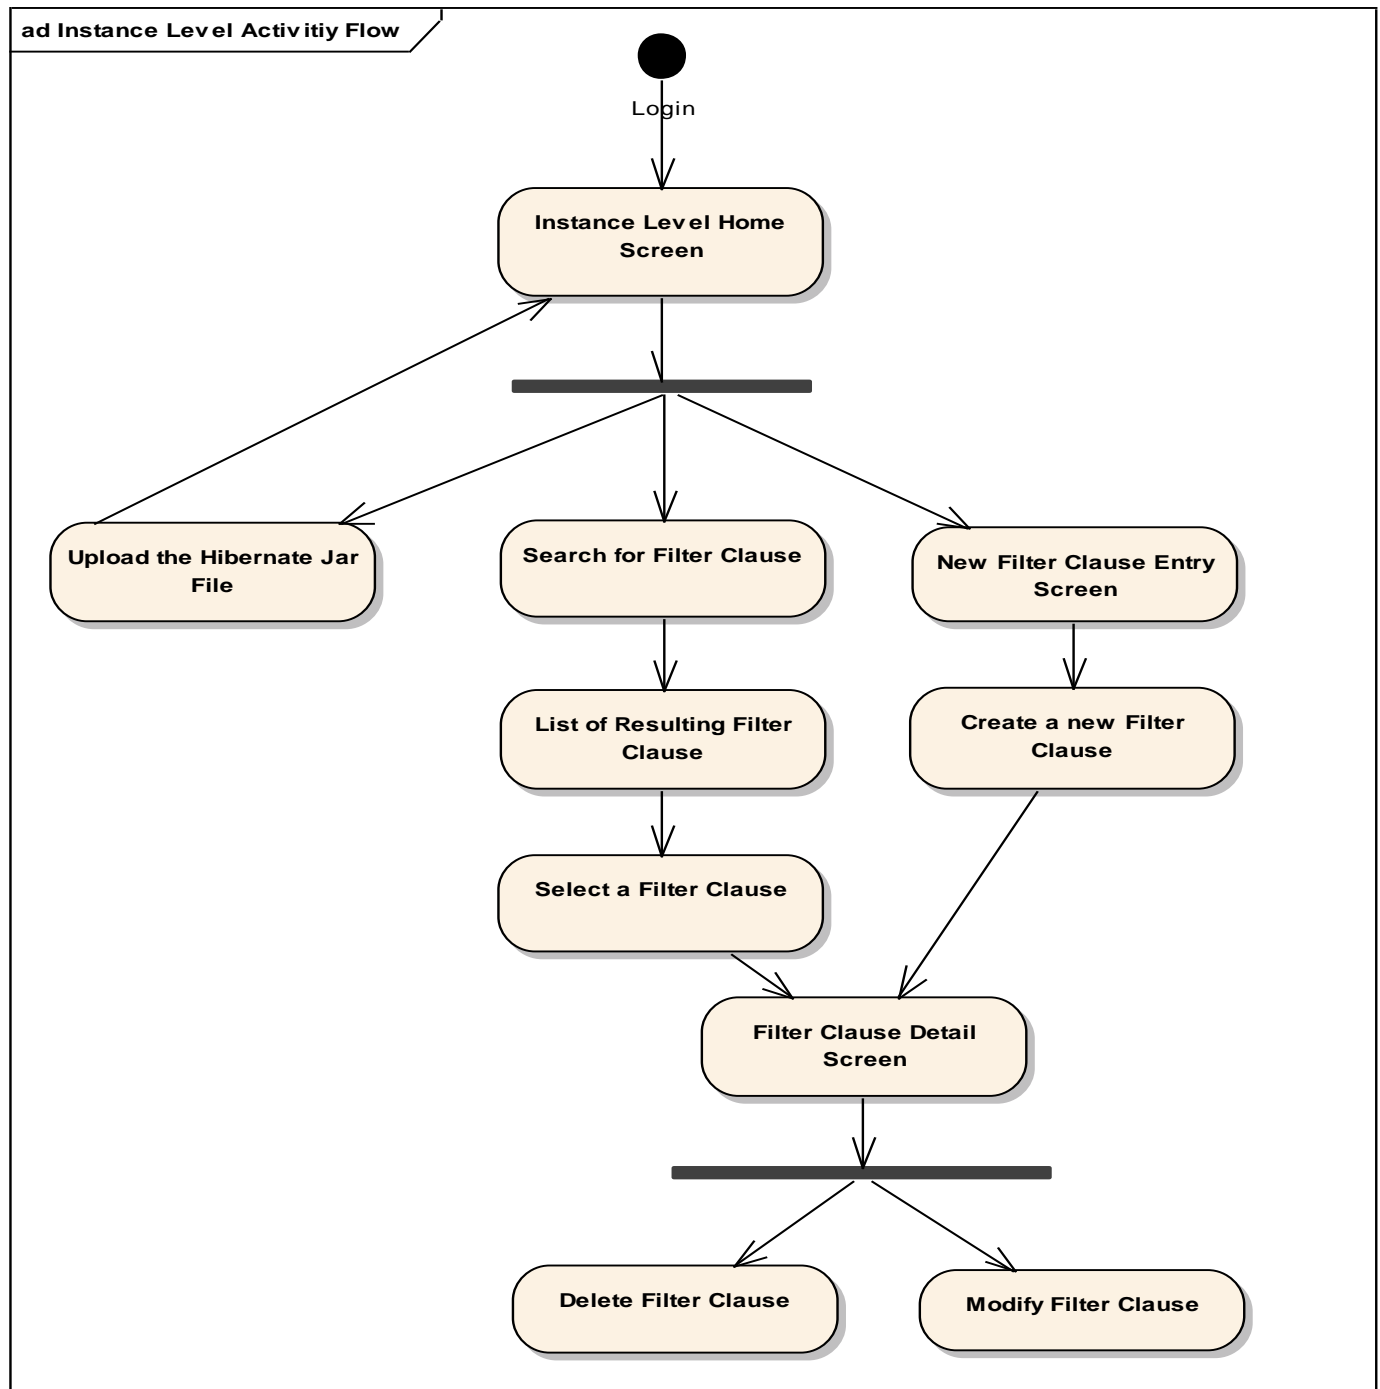 ad Instance Level Activitiy Flow
Login
Instance Level Home
Screen
Upload the Hibernate Jar
File
Search for Filter Clause
New Filter Clause Entry
Screen
List of Resulting Filter
Clause
Create a new Filter
Clause
Select a Filter Clause
Filter Clause Detail
Screen
Delete Filter Clause
Modify Filter Clause